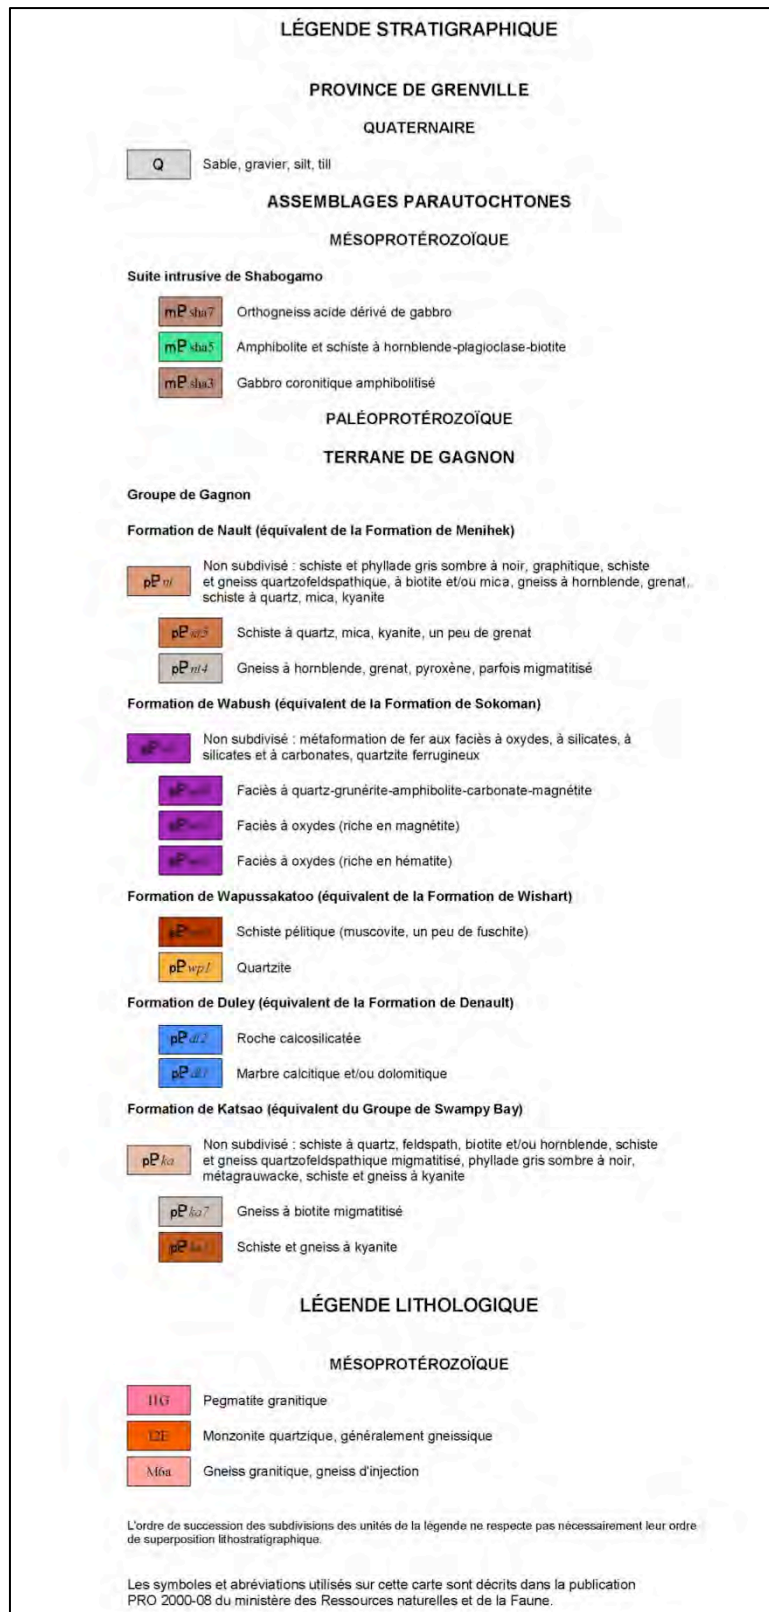 LÉGENDE STRATIGRAPHIQUE
PROVINCE DE GRENVILLE
QUATERNAIRE
Q Sable, gravier, silt, till
ASSEMBLAGES PARAUTOCHTONES
MÉSOPROTÉROZOÏQUE
Suite intrusive de Shabogamo
mP sha7 Orthogneiss acide dérivé de gabbro
mP sha5 Amphibolite et schiste à hornblende-plagioclase-biotite
mP sha3 Gabbro coronitique amphibolitisé
PALÉOPROTÉROZOÏQUE
TERRANE DE GAGNON
Groupe de Gagnon
Formation de Nault (équivalent de la Formation de Menihek)
Non subdivisé : schiste et phyllade gris sombre à noir, graphitique, schiste
pP nt et gneiss quartzofeldspathique, à biotite et/ou mica, gneiss à hornblende, grenat,
schiste à quartz, mica, kyanite
pP nt5 Schiste à quartz, mica, kyanite, un peu de grenat
pP nt4 Gneiss à hornblende, grenat, pyroxène, parfois migmatitisé
Formation de Wabush (équivalent de la Formation de Sokoman)
Non subdivisé : métaformation de fer aux faciès à oxydes, à silicates, à
pP silicates et à carbonates, quartzite ferrugineux
pP Faciès à quartz-grunérite-amphibolite-carbonate-magnétite
pP Faciès à oxydes (riche en magnétite)
pP Faciès à oxydes (riche en hématite)
Formation de Wapussakatoo (équivalent de la Formation de Wishart)
pP Schiste pélitique (muscovite, un peu de fuschite)
pP wp1 Quartzite
Formation de Duley (équivalent de la Formation de Denault)
pP dl2 Roche calcosilicatée
pP dl1 Marbre calcitique et/ou dolomitique
Formation de Katsao (équivalent du Groupe de Swampy Bay)
Non subdivisé : schiste à quartz, feldspath, biotite et/ou hornblende, schiste
pP ka et gneiss quartzofeldspathique migmatitisé, phyllade gris sombre à noir,
métagrauwacke, schiste et gneiss à kyanite
pP ka7 Gneiss à biotite migmatitisé
pP Schiste et gneiss à kyanite
LÉGENDE LITHOLOGIQUE
MÉSOPROTÉROZOÏQUE
I1G Pegmatite granitique
I2E Monzonite quartzique, généralement gneissique
M6a Gneiss granitique, gneiss d'injection
L'ordre de succession des subdivisions des unités de la légende ne respecte pas nécessairement leur ordre
de superposition lithostratigraphique.
Les symboles et abréviations utilisés sur cette carte sont décrits dans la publication
PRO 2000-08 du ministère des Ressources naturelles et de la Faune.